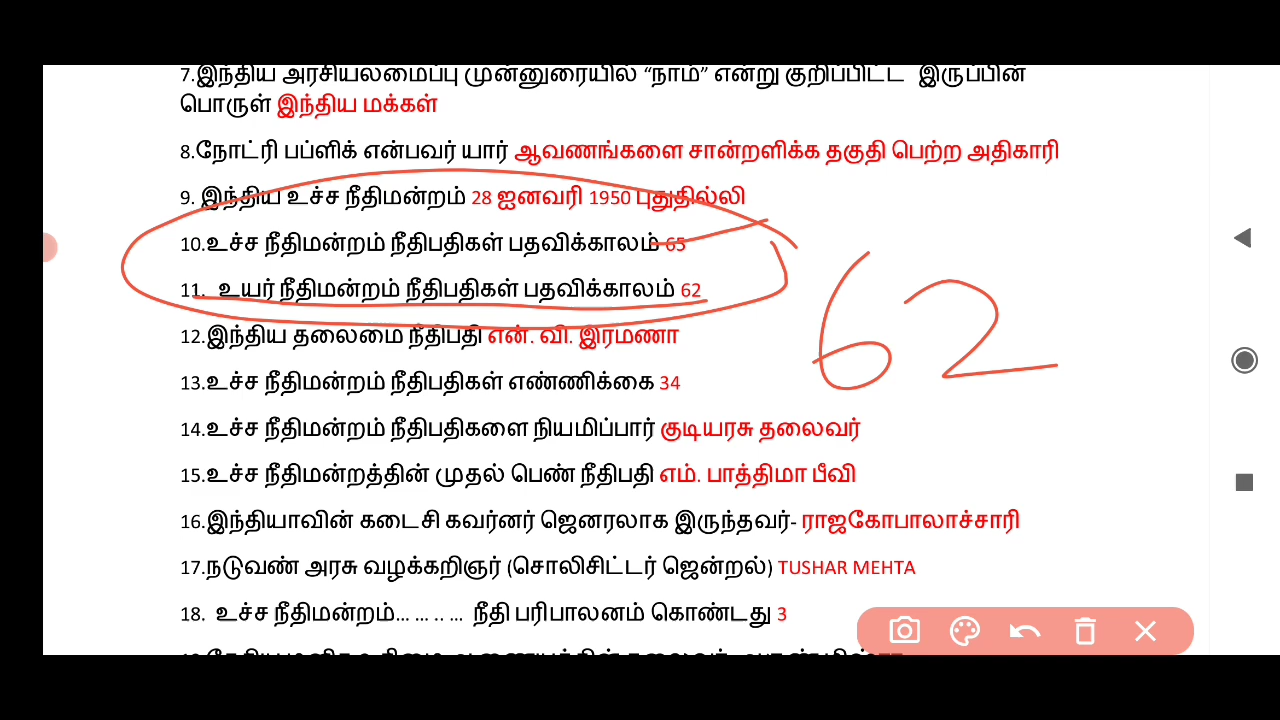 7.இந்திய அரசியலமைப்பு முன்னுரையில் “நாம்” என்று குறிப்பிட்ட இருப்பின்
பொருள் இந்திய மக்கள்
8.நோட்ரி பப்ளிக் என்பவர் யார் ஆவணங்களை சான்றளிக்க தகுதி பெற்ற அதிகாரி
9. இந்திய உச்ச நீதிமன்றம் 28 ஜனவரி 1950 புதுதில்லி
10.உச்ச நீதிமன்றம் நீதிபதிகள் பதவிக்காலம் 65
11. உயர் நீதிமன்றம் நீதிபதிகள் பதவிக்காலம் 62
62
12.இந்திய தலைமை நீதிபதி என். வி. இரமணா
13.உச்ச நீதிமன்றம் நீதிபதிகள் எண்ணிக்கை 34
14.உச்ச நீதிமன்றம் நீதிபதிகளை நியமிப்பார் குடியரசு தலைவர்
15.உச்ச நீதிமன்றத்தின் முதல் பெண் நீதிபதி எம். பாத்திமா பீவி
16.இந்தியாவின் கடைசி கவர்னர் ஜெனரலாக இருந்தவர்- ராஜகோபாலாச்சாரி
17.நடுவண் அரசு வழக்கறிஞர் (சொலிசிட்டர் ஜென்றல்) TUSHAR MEHTA
18. உச்ச நீதிமன்றம்... ... .. ... நீதி பரிபாலனம் கொண்டது 3